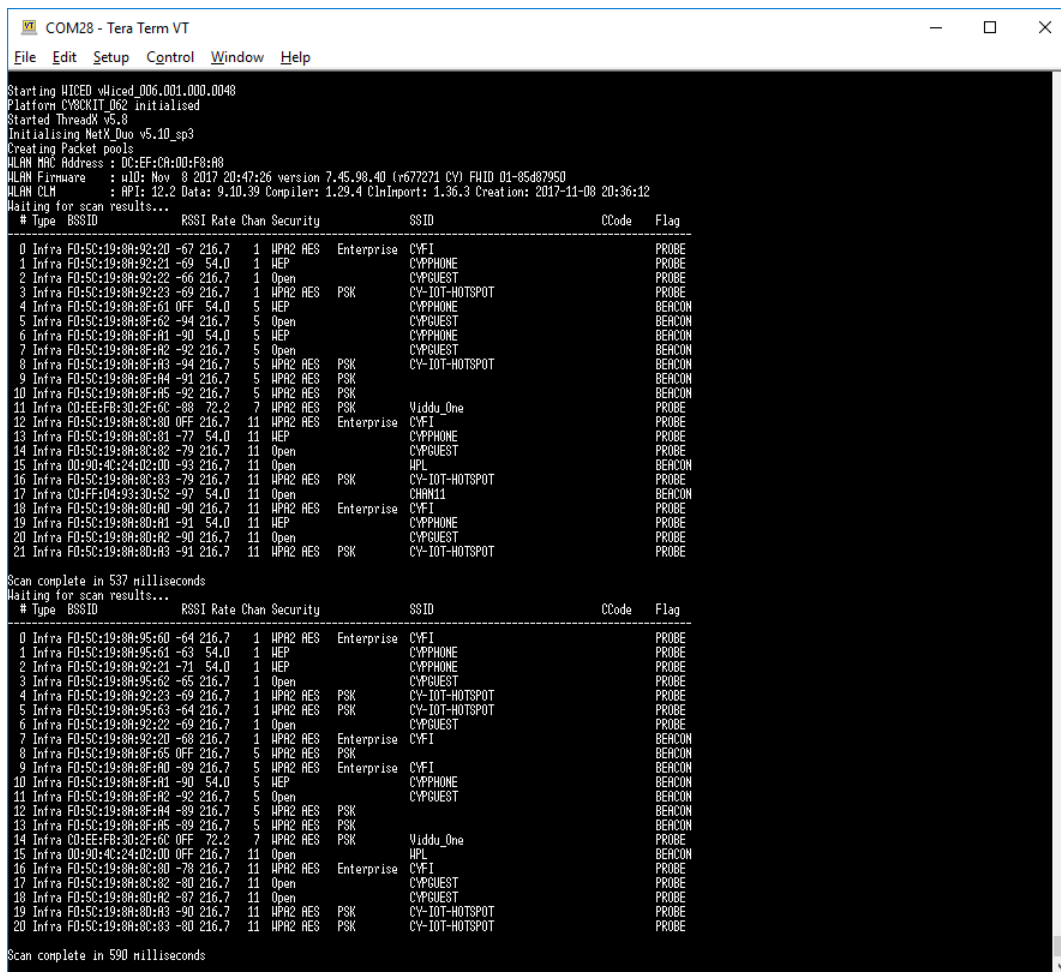 COM28 - Tera Term VT
File Edit Setup Control Window Help
Starting WICED vWiced_006.001.000.0048
Platform CY8CKIT_062 initialised
Started ThreadX v5.8
Initialising NetX_Duo v5.10_sp3
Creating Packet pools
WLAN MAC Address : DC:EF:CA:00:F8:A8
WLAN Firmware    : wl0: Nov  8 2017 20:47:26 version 7.45.98.40 (r677271 CY) FWID 01-85d87950
WLAN CLM         : API: 12.2 Data: 9.10.39 Compiler: 1.29.4 ClmImport: 1.36.3 Creation: 2017-11-08 20:36:12
Waiting for scan results...
# Type BSSID RSSI Rate Chan Security SSID CCode Flag
0 Infra F0:5C:19:8A:92:20 -67 216.7 1 WPA2 AES Enterprise CYFI PROBE
1 Infra F0:5C:19:8A:92:21 -69 54.0 1 WEP CYPPHONE PROBE
2 Infra F0:5C:19:8A:92:22 -66 216.7 1 Open CYPGUEST PROBE
3 Infra F0:5C:19:8A:92:23 -69 216.7 1 WPA2 AES PSK CY-IOT-HOTSPOT PROBE
4 Infra F0:5C:19:8A:8F:61 OFF 54.0 5 WEP CYPPHONE BEACON
5 Infra F0:5C:19:8A:8F:62 -94 216.7 5 Open CYPGUEST BEACON
6 Infra F0:5C:19:8A:8F:A1 -90 54.0 5 WEP CYPPHONE BEACON
7 Infra F0:5C:19:8A:8F:A2 -92 216.7 5 Open CYPGUEST BEACON
8 Infra F0:5C:19:8A:8F:A3 -94 216.7 5 WPA2 AES PSK CY-IOT-HOTSPOT BEACON
9 Infra F0:5C:19:8A:8F:A4 -91 216.7 5 WPA2 AES PSK BEACON
10 Infra F0:5C:19:8A:8F:A5 -92 216.7 5 WPA2 AES PSK BEACON
11 Infra C0:EE:FB:30:2F:6C -88 72.2 7 WPA2 AES PSK Viddu_One PROBE
12 Infra F0:5C:19:8A:8C:80 OFF 216.7 11 WPA2 AES Enterprise CYFI PROBE
13 Infra F0:5C:19:8A:8C:81 -77 54.0 11 WEP CYPPHONE PROBE
14 Infra F0:5C:19:8A:8C:82 -79 216.7 11 Open CYPGUEST PROBE
15 Infra 00:90:4C:24:02:00 -93 216.7 11 Open WPL BEACON
16 Infra F0:5C:19:8A:8C:83 -79 216.7 11 WPA2 AES PSK CY-IOT-HOTSPOT PROBE
17 Infra C0:FF:D4:93:3D:52 -97 54.0 11 Open CHAN11 BEACON
18 Infra F0:5C:19:8A:8D:A0 -90 216.7 11 WPA2 AES Enterprise CYFI PROBE
19 Infra F0:5C:19:8A:8D:A1 -91 54.0 11 WEP CYPPHONE PROBE
20 Infra F0:5C:19:8A:8D:A2 -90 216.7 11 Open CYPGUEST PROBE
21 Infra F0:5C:19:8A:8D:A3 -91 216.7 11 WPA2 AES PSK CY-IOT-HOTSPOT PROBE
Scan complete in 537 milliseconds
Waiting for scan results...
# Type BSSID RSSI Rate Chan Security SSID CCode Flag
0 Infra F0:5C:19:8A:95:60 -64 216.7 1 WPA2 AES Enterprise CYFI PROBE
1 Infra F0:5C:19:8A:95:61 -63 54.0 1 WEP CYPPHONE PROBE
2 Infra F0:5C:19:8A:92:21 -71 54.0 1 WEP CYPPHONE PROBE
3 Infra F0:5C:19:8A:95:62 -65 216.7 1 Open CYPGUEST PROBE
4 Infra F0:5C:19:8A:92:23 -69 216.7 1 WPA2 AES PSK CY-IOT-HOTSPOT PROBE
5 Infra F0:5C:19:8A:95:63 -64 216.7 1 WPA2 AES PSK CY-IOT-HOTSPOT PROBE
6 Infra F0:5C:19:8A:92:22 -69 216.7 1 Open CYPGUEST PROBE
7 Infra F0:5C:19:8A:92:20 -68 216.7 1 WPA2 AES Enterprise CYFI BEACON
8 Infra F0:5C:19:8A:8F:65 OFF 216.7 5 WPA2 AES PSK BEACON
9 Infra F0:5C:19:8A:8F:A0 -89 216.7 5 WPA2 AES Enterprise CYFI BEACON
10 Infra F0:5C:19:8A:8F:A1 -90 54.0 5 WEP CYPPHONE BEACON
11 Infra F0:5C:19:8A:8F:A2 -92 216.7 5 Open CYPGUEST BEACON
12 Infra F0:5C:19:8A:8F:A4 -89 216.7 5 WPA2 AES PSK BEACON
13 Infra F0:5C:19:8A:8F:A5 -89 216.7 5 WPA2 AES PSK BEACON
14 Infra C0:EE:FB:30:2F:6C OFF 72.2 7 WPA2 AES PSK Viddu_One PROBE
15 Infra 00:90:4C:24:02:00 OFF 216.7 11 Open WPL BEACON
16 Infra F0:5C:19:8A:8C:80 -78 216.7 11 WPA2 AES Enterprise CYFI PROBE
17 Infra F0:5C:19:8A:8C:82 -80 216.7 11 Open CYPGUEST PROBE
18 Infra F0:5C:19:8A:8D:A2 -87 216.7 11 Open CYPGUEST PROBE
19 Infra F0:5C:19:8A:8D:A3 -90 216.7 11 WPA2 AES PSK CY-IOT-HOTSPOT PROBE
20 Infra F0:5C:19:8A:8C:83 -80 216.7 11 WPA2 AES PSK CY-IOT-HOTSPOT PROBE
Scan complete in 590 milliseconds